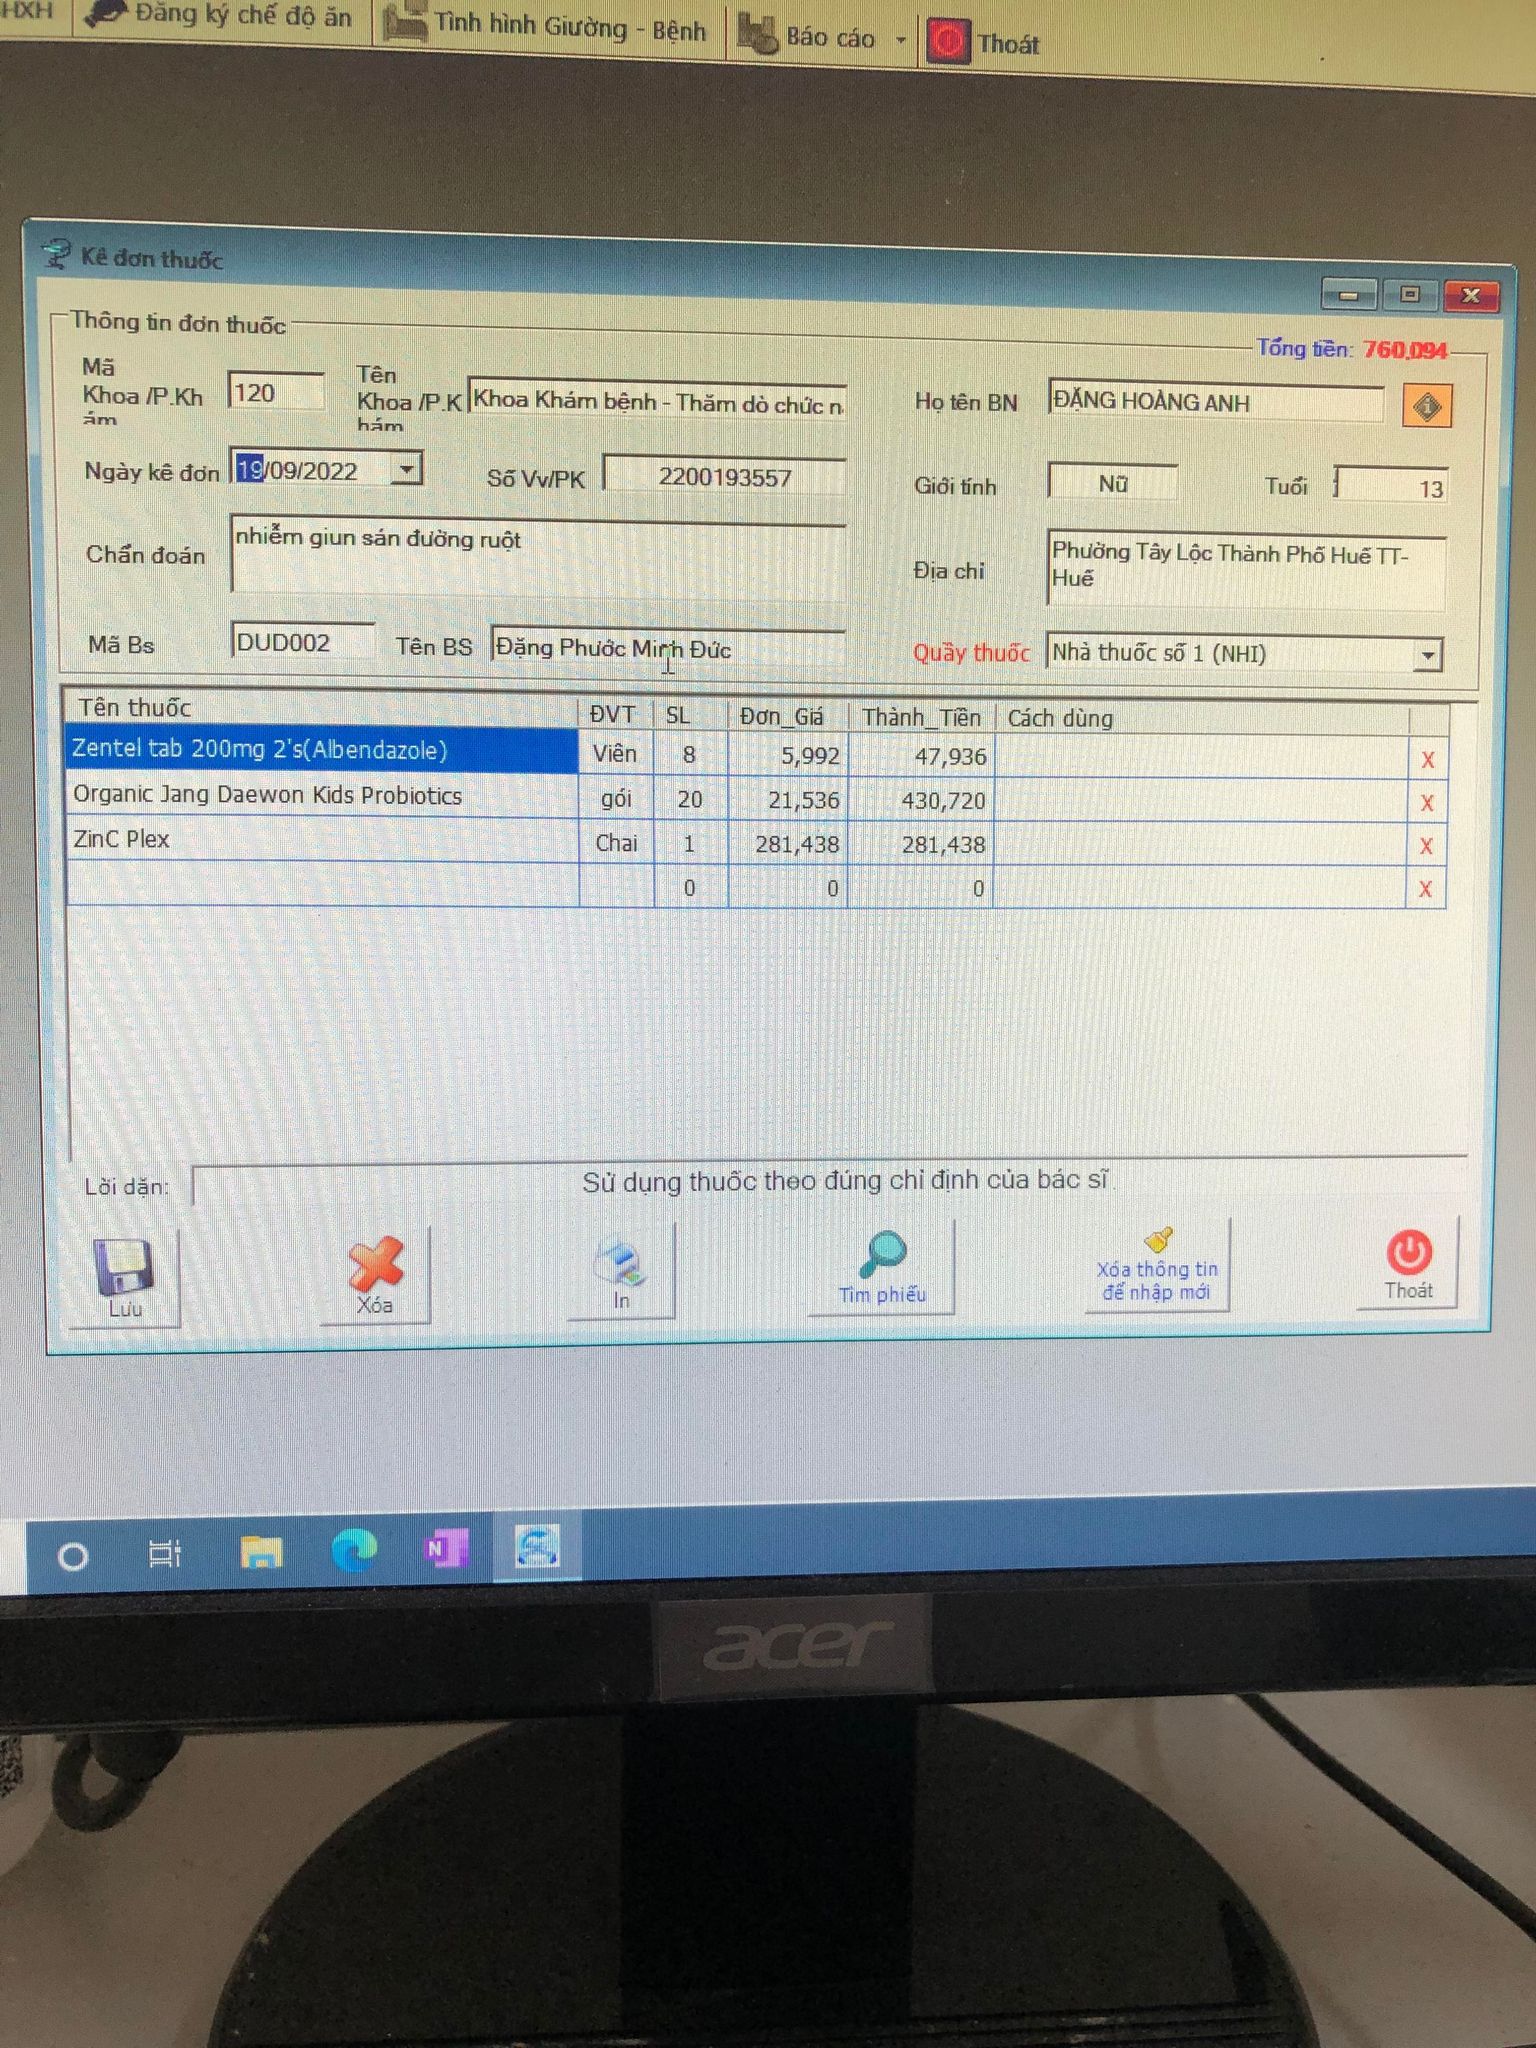 HXH Đăng ký chế độ ăn Tình hình Giường - Bệnh Báo cáo Thoát
Kê đơn thuốc
Thông tin đơn thuốc
Tổng tiền: 760,094
Mã Khoa /P.Khám 120 Tên Khoa /P.Khám Khoa Khám bệnh - Thăm dò chức n Họ tên BN ĐẶNG HOÀNG ANH
Ngày kê đơn 19/09/2022 Số Vv/PK 2200193557 Giới tính Nữ Tuổi 13
Chẩn đoán nhiễm giun sán đường ruột Địa chỉ Phường Tây Lộc Thành Phố Huế TT-
Huế
Mã Bs DUD002 Tên BS Đặng Phước Minh Đức Quầy thuốc Nhà thuốc số 1 (NHI)
Tên thuốc ĐVT SL Đơn_Giá Thành_Tiền Cách dùng
Zentel tab 200mg 2's(Albendazole) Viên 8 5,992 47,936 X
Organic Jang Daewon Kids Probiotics gói 20 21,536 430,720 X
ZinC Plex Chai 1 281,438 281,438 X
0 0 0 X
Lời dặn: Sử dụng thuốc theo đúng chỉ định của bác sĩ.
Lưu Xóa In Tìm phiếu Xóa thông tin
để nhập mới Thoát
N
acer